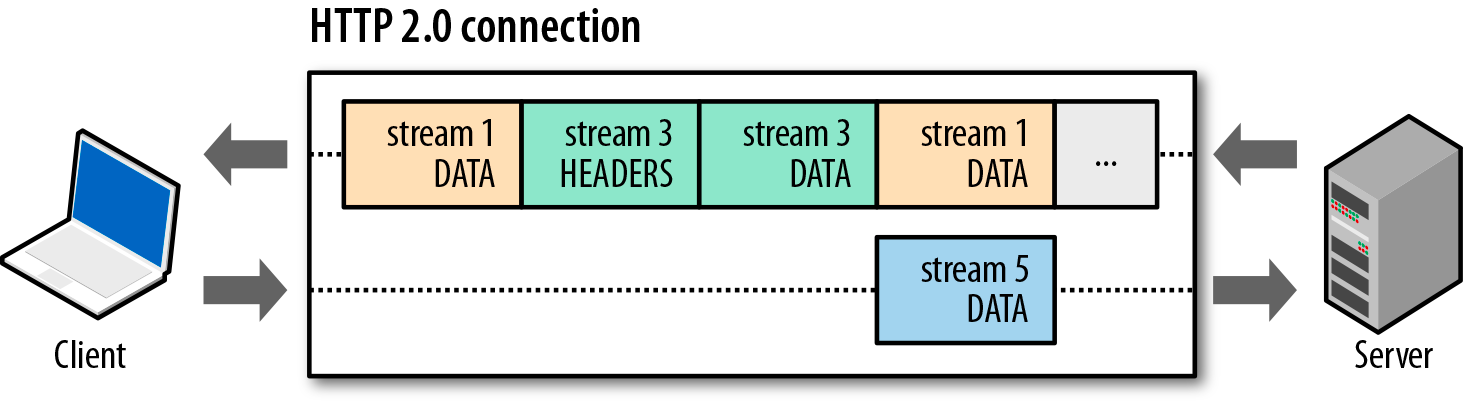 HTTP 2.0 connection
stream 1
DATA
stream 3
HEADERS
stream 3
DATA
stream 1
DATA
...
stream 5
DATA
Client
Server